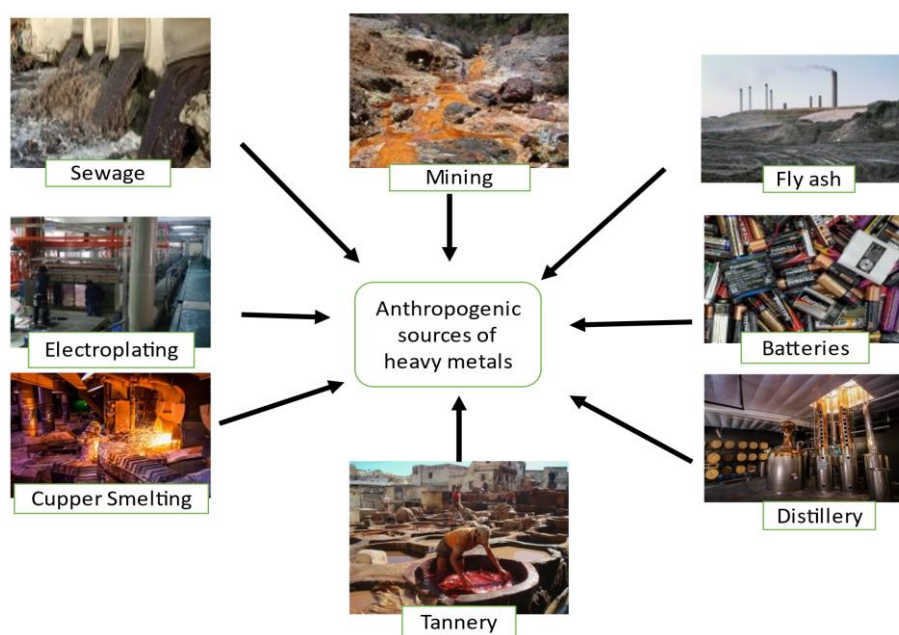 Sewage
Mining
Fly ash
Electroplating
Anthropogenic
sources of
heavy metals
Batteries
Cupper Smelting
Distillery
Tannery